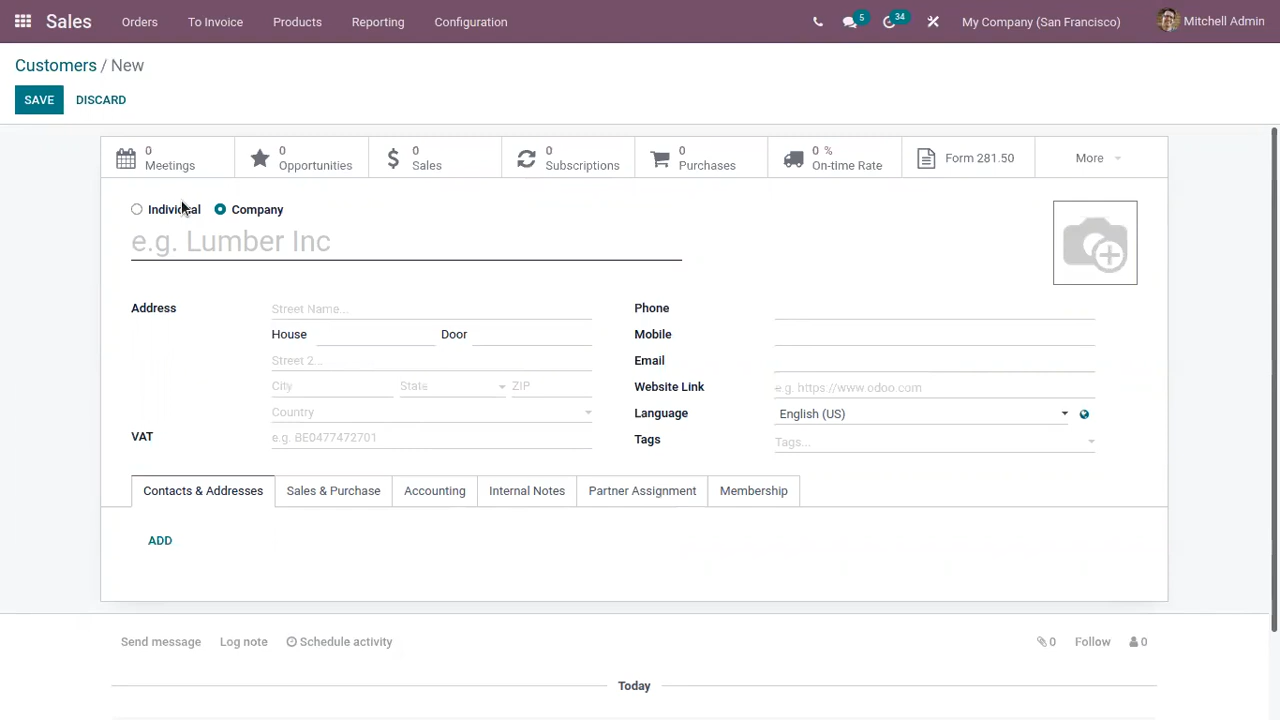 Sales Orders To Invoice Products Reporting Configuration 5 34 My Company (San Francisco) Mitchell Admin
Customers / New
SAVE DISCARD
0 Meetings
0 Opportunities
0 Sales
0 Subscriptions
0 Purchases
0 % On-time Rate
Form 281.50
More
Individual Company
e.g. Lumber Inc
Address Street Name...
House Door
Street 2...
City State ZIP
Country
VAT e.g. BE0477472701
Phone
Mobile
Email
Website Link e.g. https://www.odoo.com
Language English (US)
Tags Tags...
Contacts & Addresses Sales & Purchase Accounting Internal Notes Partner Assignment Membership
ADD
Send message Log note Schedule activity 0 Follow 0
Today